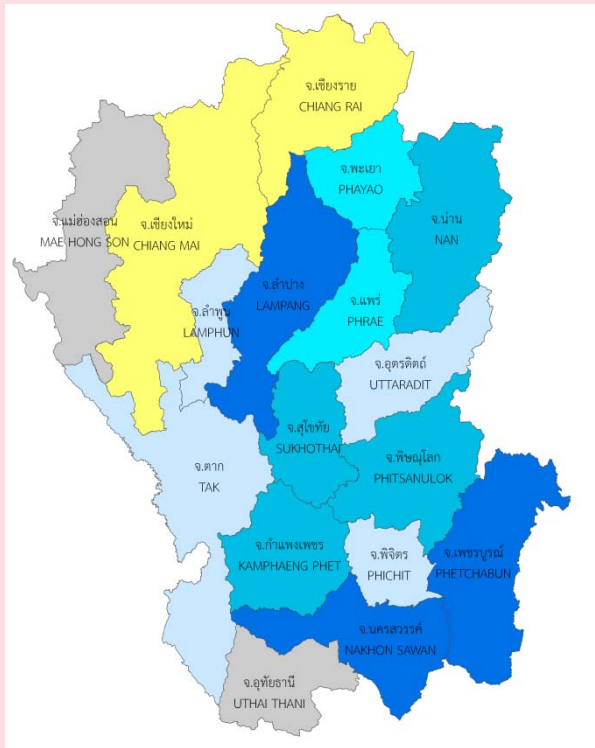 จ.เชียงราย
CHIANG RAI
จ.พะเยา
PHAYAO
จ.น่าน
NAN
จ.แม่ฮ่องสอน
MAE HONG SON
จ.เชียงใหม่
CHIANG MAI
จ.ลำปาง
LAMPANG
จ.แพร่
PHRAE
จ.ลำพูน
LAMPHUN
จ.อุตรดิตถ์
UTTARADIT
จ.สุโขทัย
SUKHOTHAI
จ.พิษณุโลก
PHITSANULOK
จ.ตาก
TAK
จ.กำแพงเพชร
KAMPHAENG PHET
จ.พิจิตร
PHICHIT
จ.เพชรบูรณ์
PHETCHABUN
จ.นครสวรรค์
NAKHON SAWAN
จ.อุทัยธานี
UTHAI THANI